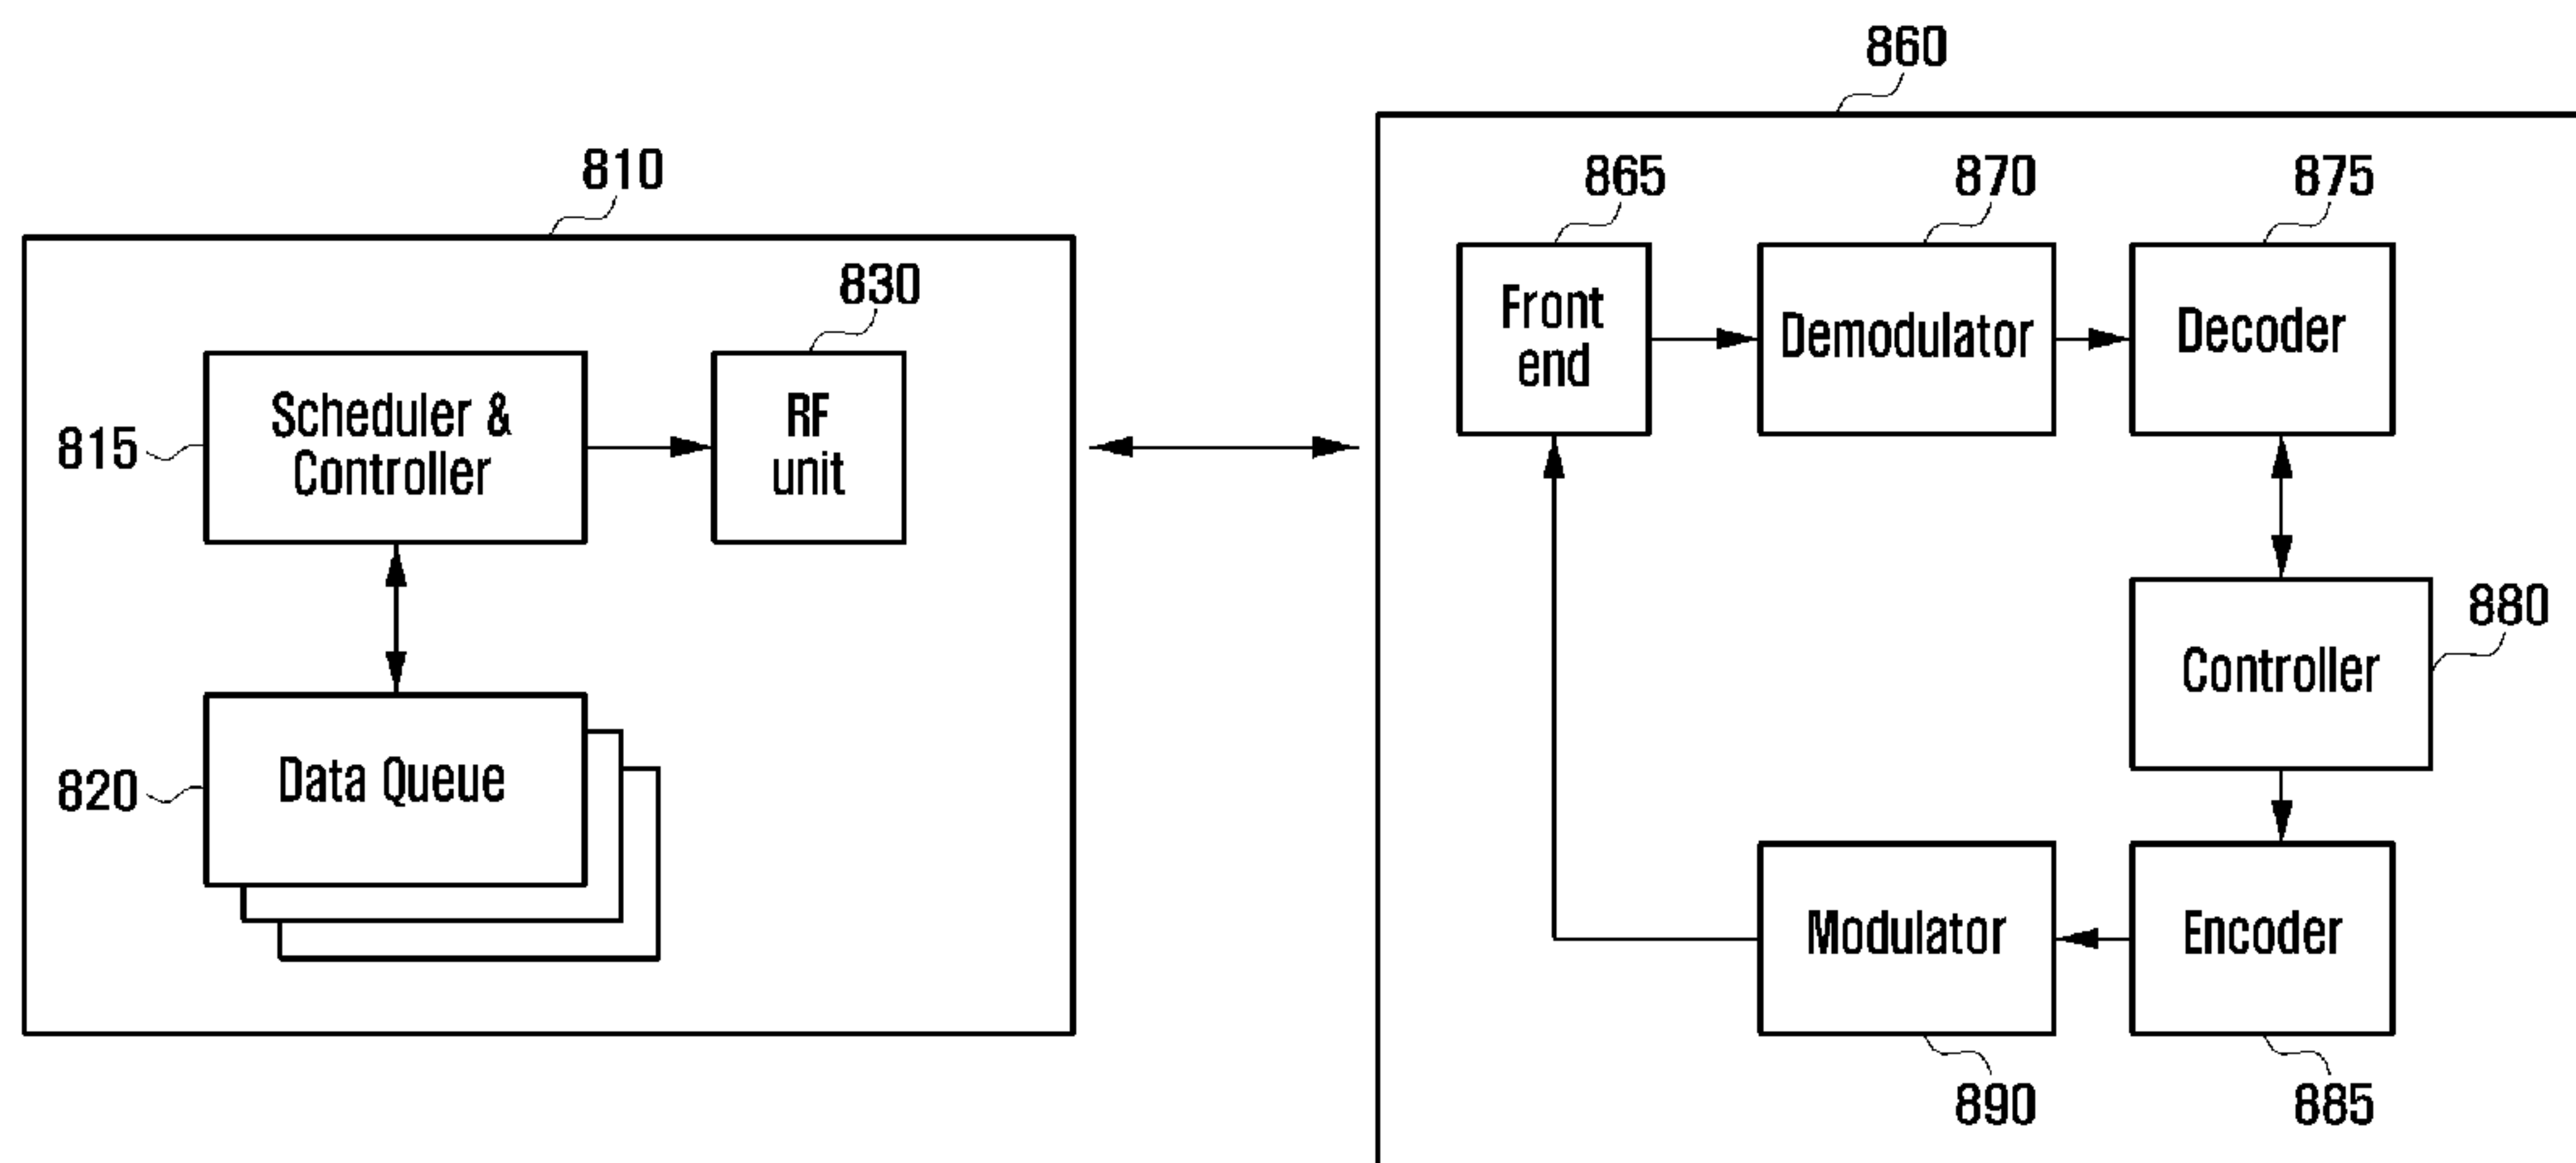 860
810
865
870
875
830
Front
end
Demodulator
Decoder
815
Scheduler &
Controller
RF
unit
880
Controller
820
Data Queue
Modulator
Encoder
890
885